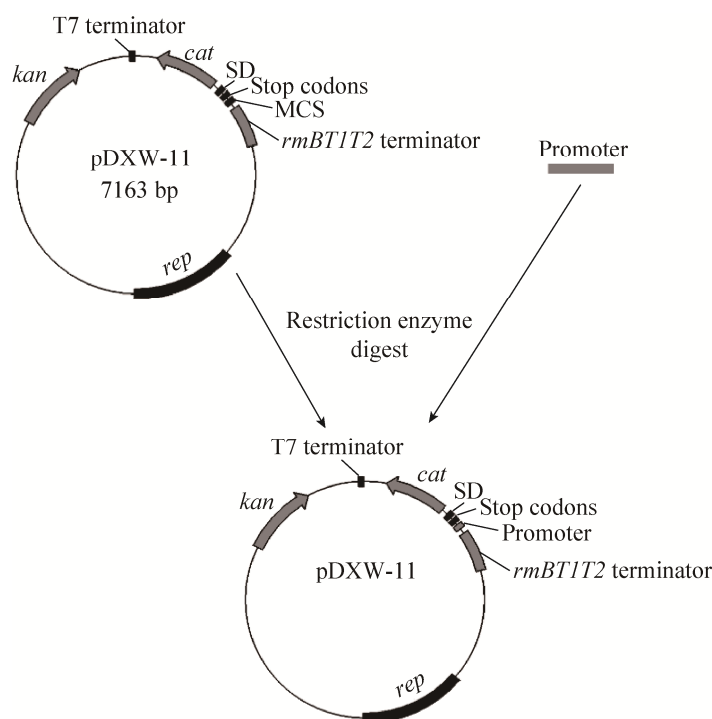 T7 terminator
kan
cat
SD
Stop codons
MCS
rmBT1T2 terminator
pDXW-11
7163 bp
rep
Promoter
Restriction enzyme
digest
T7 terminator
kan
cat
SD
Stop codons
Promoter
rmBT1T2 terminator
pDXW-11
rep